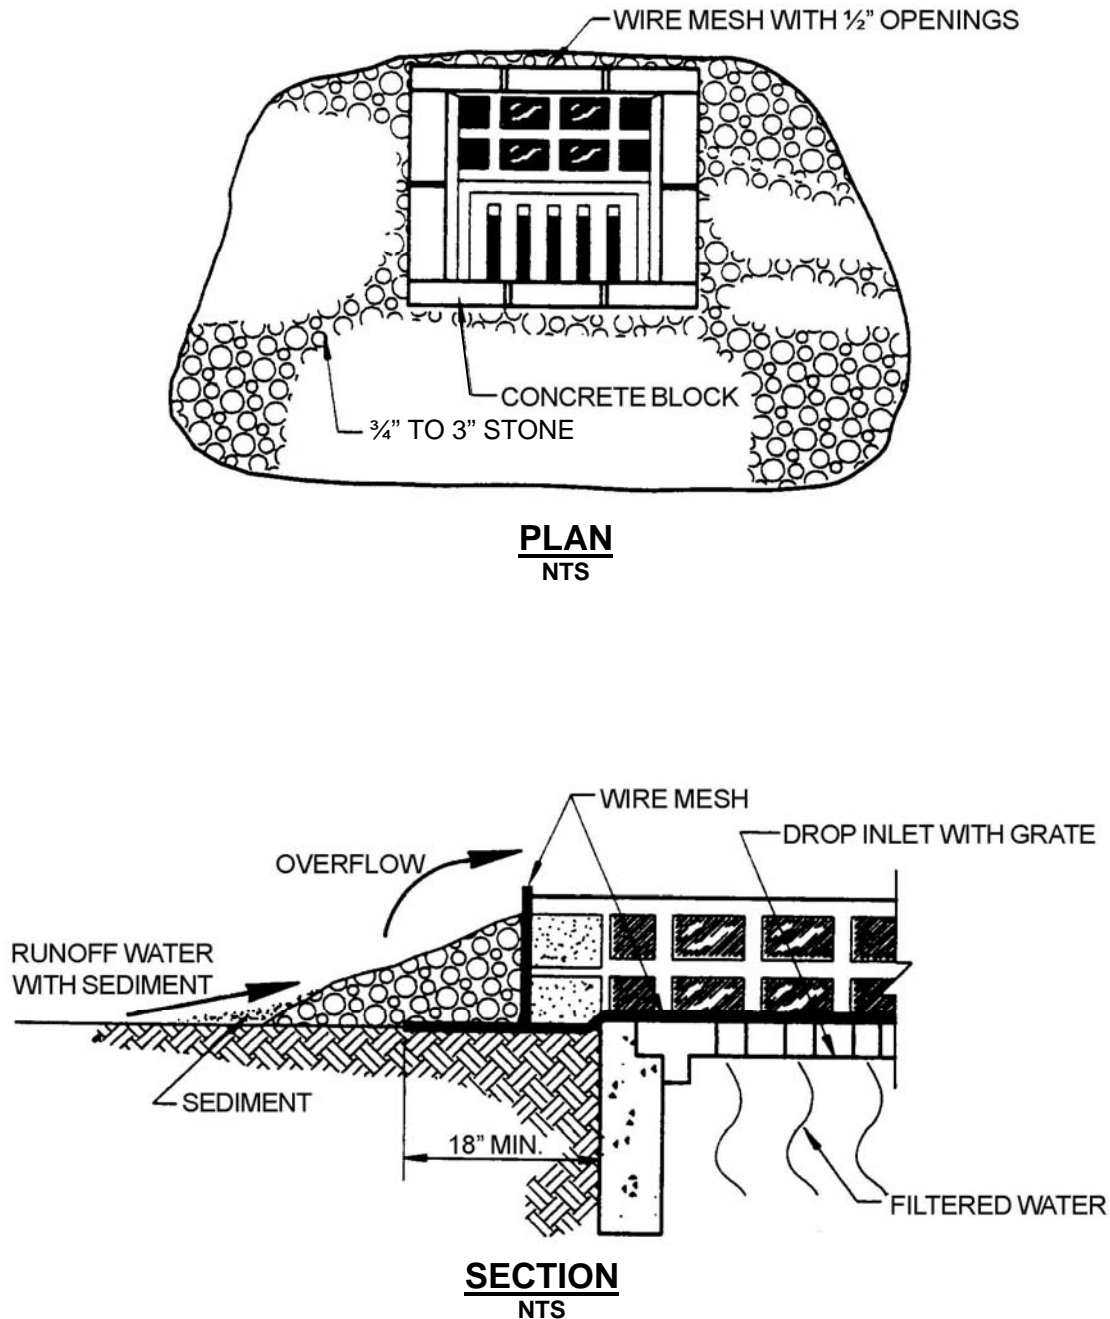 WIRE MESH WITH ½” OPENINGS
CONCRETE BLOCK
¾” TO 3” STONE
PLAN
NTS
WIRE MESH
DROP INLET WITH GRATE
OVERFLOW
RUNOFF WATER
WITH SEDIMENT
SEDIMENT
18” MIN.
FILTERED WATER
SECTION
NTS